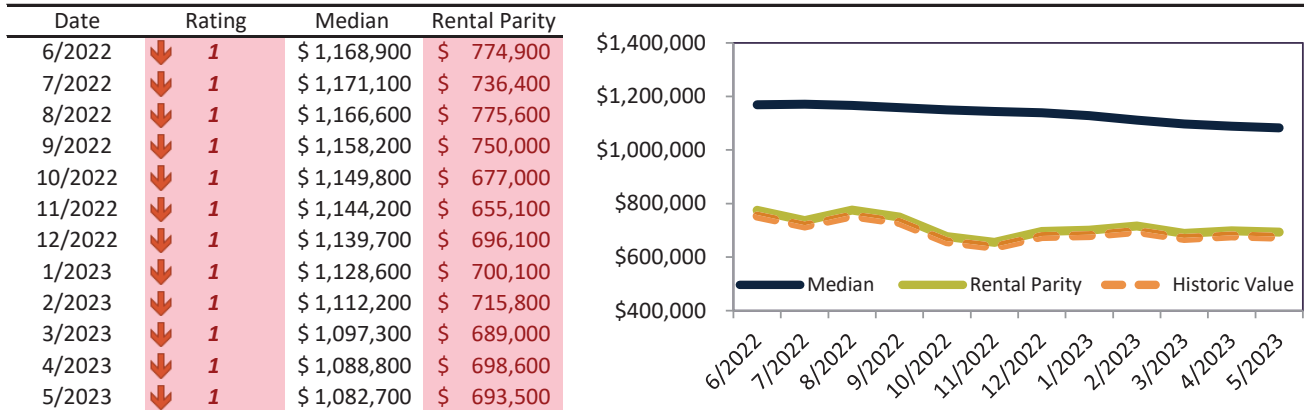 Date Rating Median Rental Parity
6/2022 1 $ 1,168,900 $ 774,900
7/2022 1 $ 1,171,100 $ 736,400
8/2022 1 $ 1,166,600 $ 775,600
9/2022 1 $ 1,158,200 $ 750,000
10/2022 1 $ 1,149,800 $ 677,000
11/2022 1 $ 1,144,200 $ 655,100
12/2022 1 $ 1,139,700 $ 696,100
1/2023 1 $ 1,128,600 $ 700,100
2/2023 1 $ 1,112,200 $ 715,800
3/2023 1 $ 1,097,300 $ 689,000
4/2023 1 $ 1,088,800 $ 698,600
5/2023 1 $ 1,082,700 $ 693,500
$1,400,000
$1,200,000
$1,000,000
$800,000
$600,000
$400,000
Median Rental Parity Historic Value
6/2022 7/2022 8/2022 9/2022 10/2022 11/2022 12/2022 1/2023 2/2023 3/2023 4/2023 5/2023